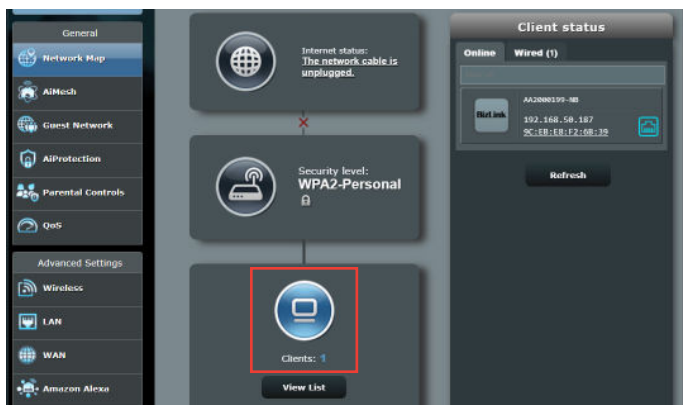 General
Network Map
AiMesh
Guest Network
AiProtection
Parental Controls
QoS
Advanced Settings
Wireless
LAN
WAN
Amazon Alexa
Internet status:
The network cable is
unplugged.
Security level:
WPA2-Personal
Clients: 1
View List
Client status
Online Wired (1)
BizLink
AA2000199-NB
192.168.50.187
9C:EB:E8:F2:6B:39
Refresh